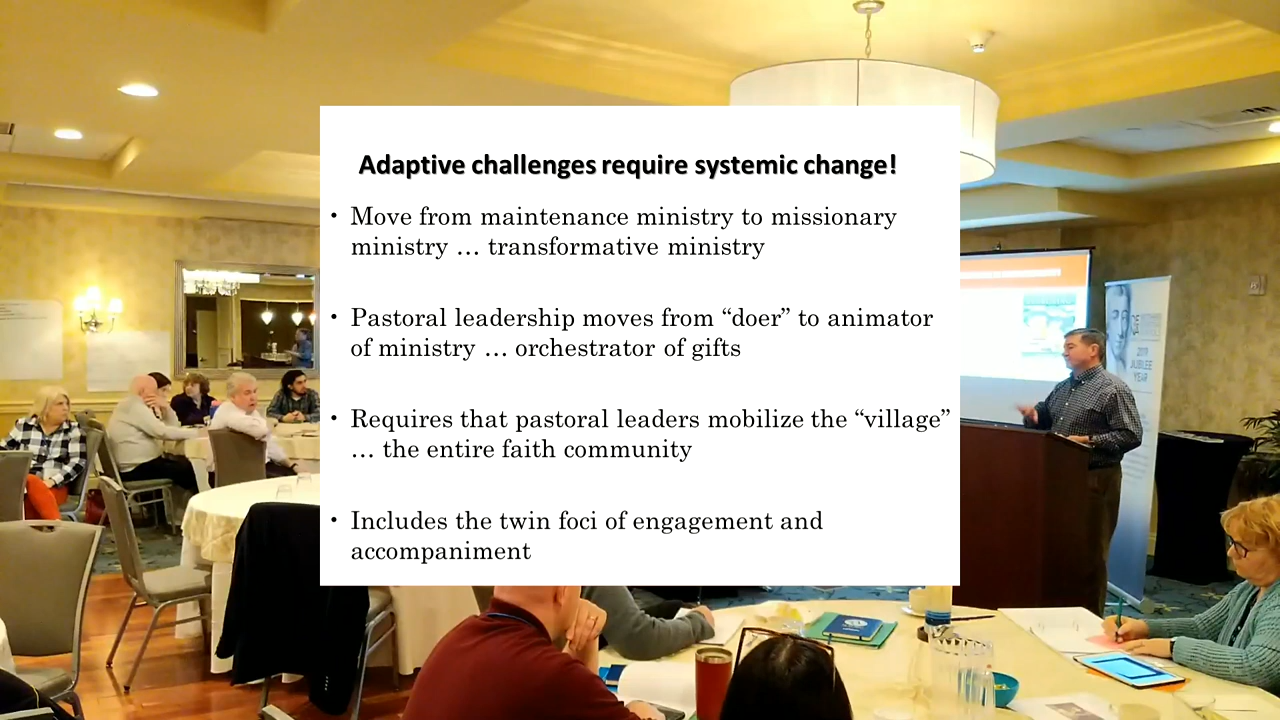 Adaptive challenges require systemic change!
• Move from maintenance ministry to missionary
ministry … transformative ministry
• Pastoral leadership moves from “doer” to animator
of ministry … orchestrator of gifts
• Requires that pastoral leaders mobilize the “village”
… the entire faith community
• Includes the twin foci of engagement and
accompaniment
2019
JUBILEE
YEAR